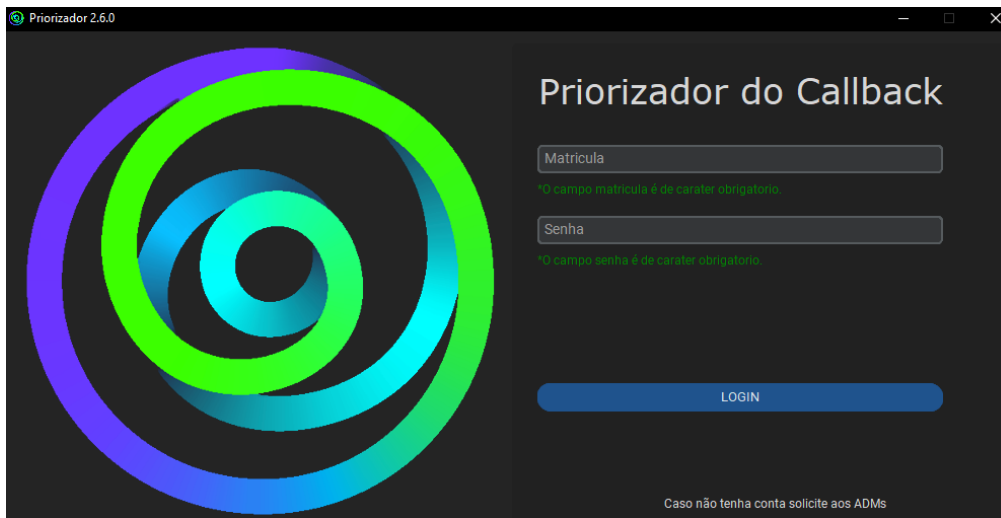 Priorizador 2.6.0
Priorizador do Callback
Matricula
*O campo matricula é de carater obrigatorio.
Senha
*O campo senha é de carater obrigatorio.
LOGIN
Caso não tenha conta solicite aos ADMs